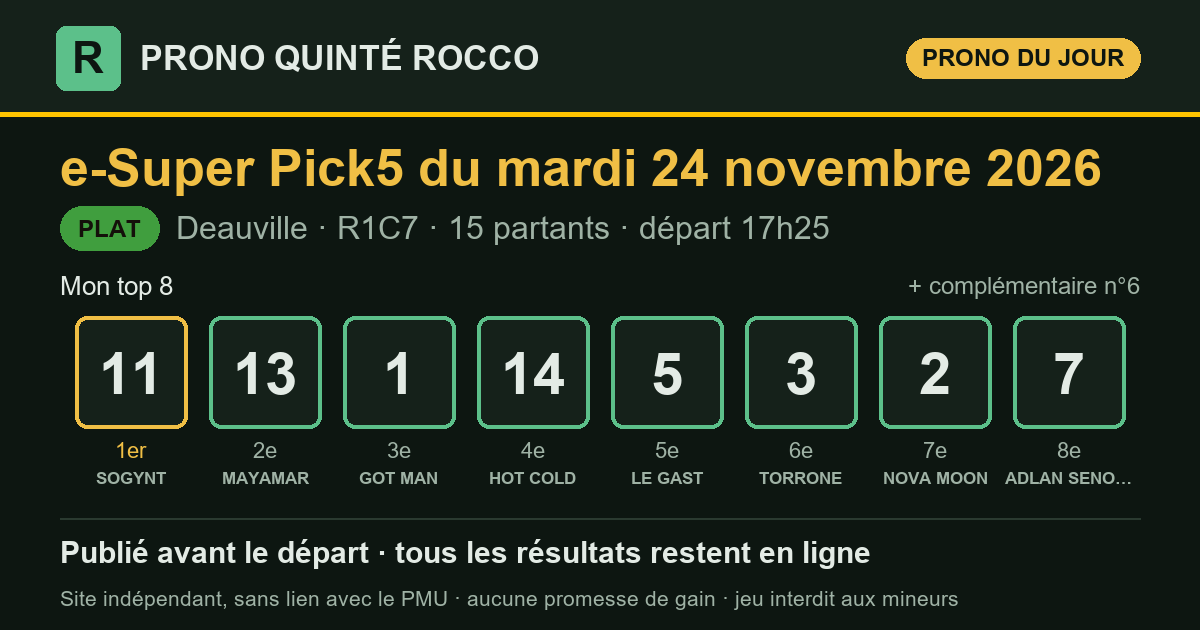 R PRONO QUINTÉ ROCCO PRONO DU JOUR
e-Super Pick5 du mardi 24 novembre 2026
PLAT Deauville · R1C7 · 15 partants · départ 17h25
Mon top 8 + complémentaire n°6
11 13 1 14 5 3 2 7
1er 2e 3e 4e 5e 6e 7e 8e
SOGYNT MAYAMAR GOT MAN HOT COLD LE GAST TORRONE NOVA MOON ADLAN SENO...
Publié avant le départ · tous les résultats restent en ligne
Site indépendant, sans lien avec le PMU · aucune promesse de gain · jeu interdit aux mineurs